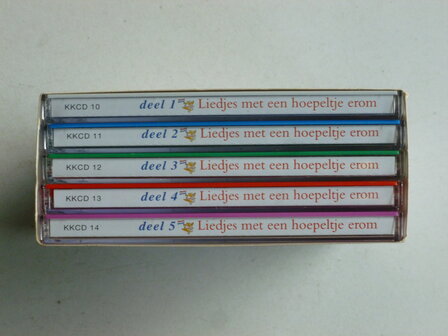 KKCD 10 deel 1 Liedjes met een hoepeltje erom
KKCD 11 deel 2 Liedjes met een hoepeltje erom
KKCD 12 deel 3 Liedjes met een hoepeltje erom
KKCD 13 deel 4 Liedjes met een hoepeltje erom
KKCD 14 deel 5 Liedjes met een hoepeltje erom